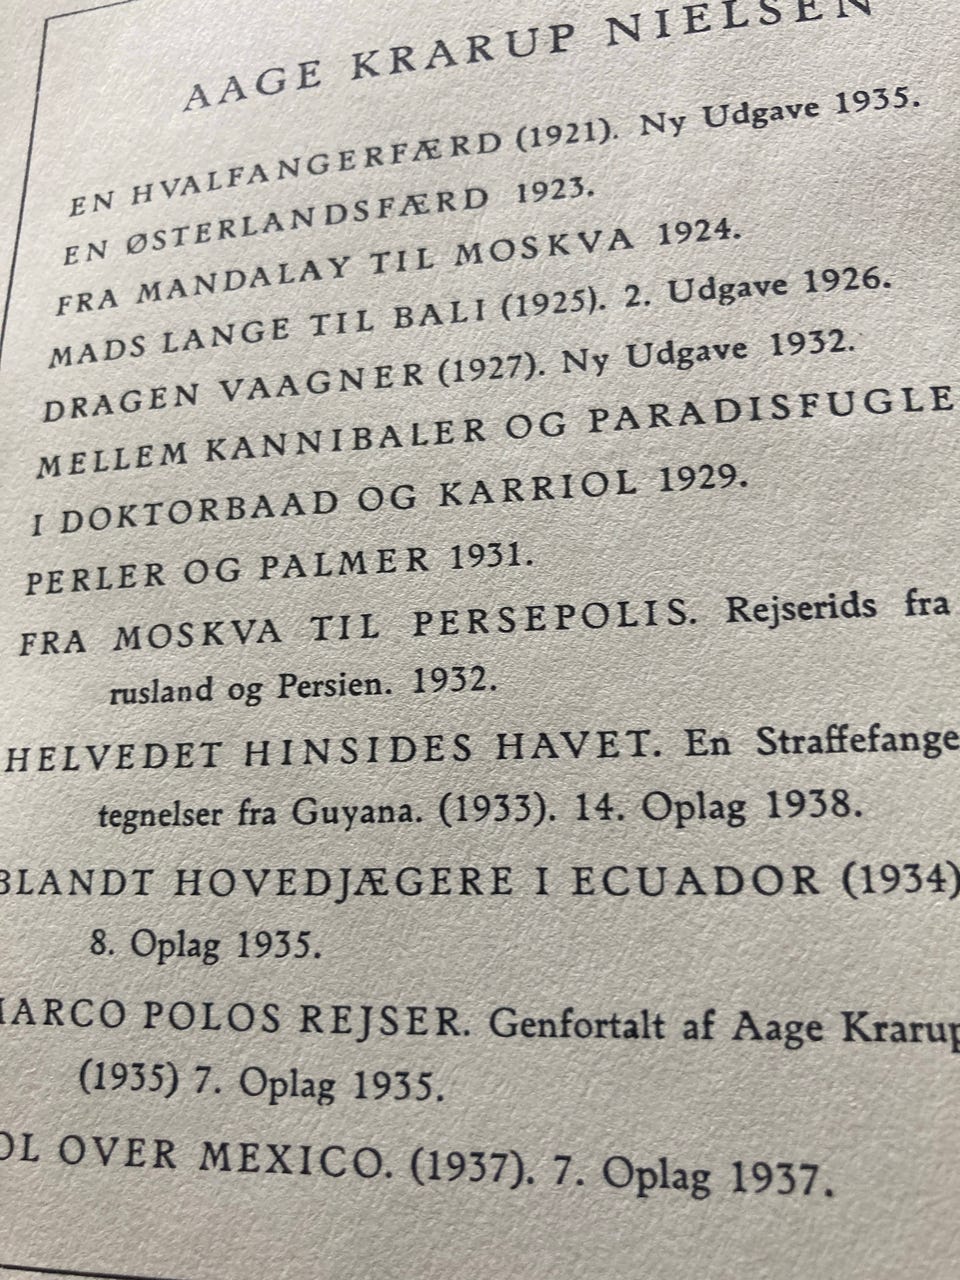 AAGE KRARUP NIELSEN
EN HVALFANGERFÆRD (1921). Ny Udgave 1935.
EN ØSTERLANDSFÆRD 1923.
FRA MANDALAY TIL MOSKVA 1924.
MADS LANGE TIL BALI (1925). 2. Udgave 1926.
DRAGEN VAAGNER (1927). Ny Udgave 1932.
MELLEM KANNIBALER OG PARADISFUGLE
I DOKTORBAAD OG KARRIOL 1929.
PERLER OG PALMER 1931.
FRA MOSKVA TIL PERSEPOLIS. Rejserids fra
rusland og Persien. 1932.
HELVEDET HINSIDES HAVET. En Straffefange
tegnelser fra Guyana. (1933). 14. Oplag 1938.
BLANDT HOVEDJÆGERE I ECUADOR (1934)
8. Oplag 1935.
MARCO POLOS REJSER. Genfortalt af Aage Krarup
(1935) 7. Oplag 1935.
OL OVER MEXICO. (1937). 7. Oplag 1937.